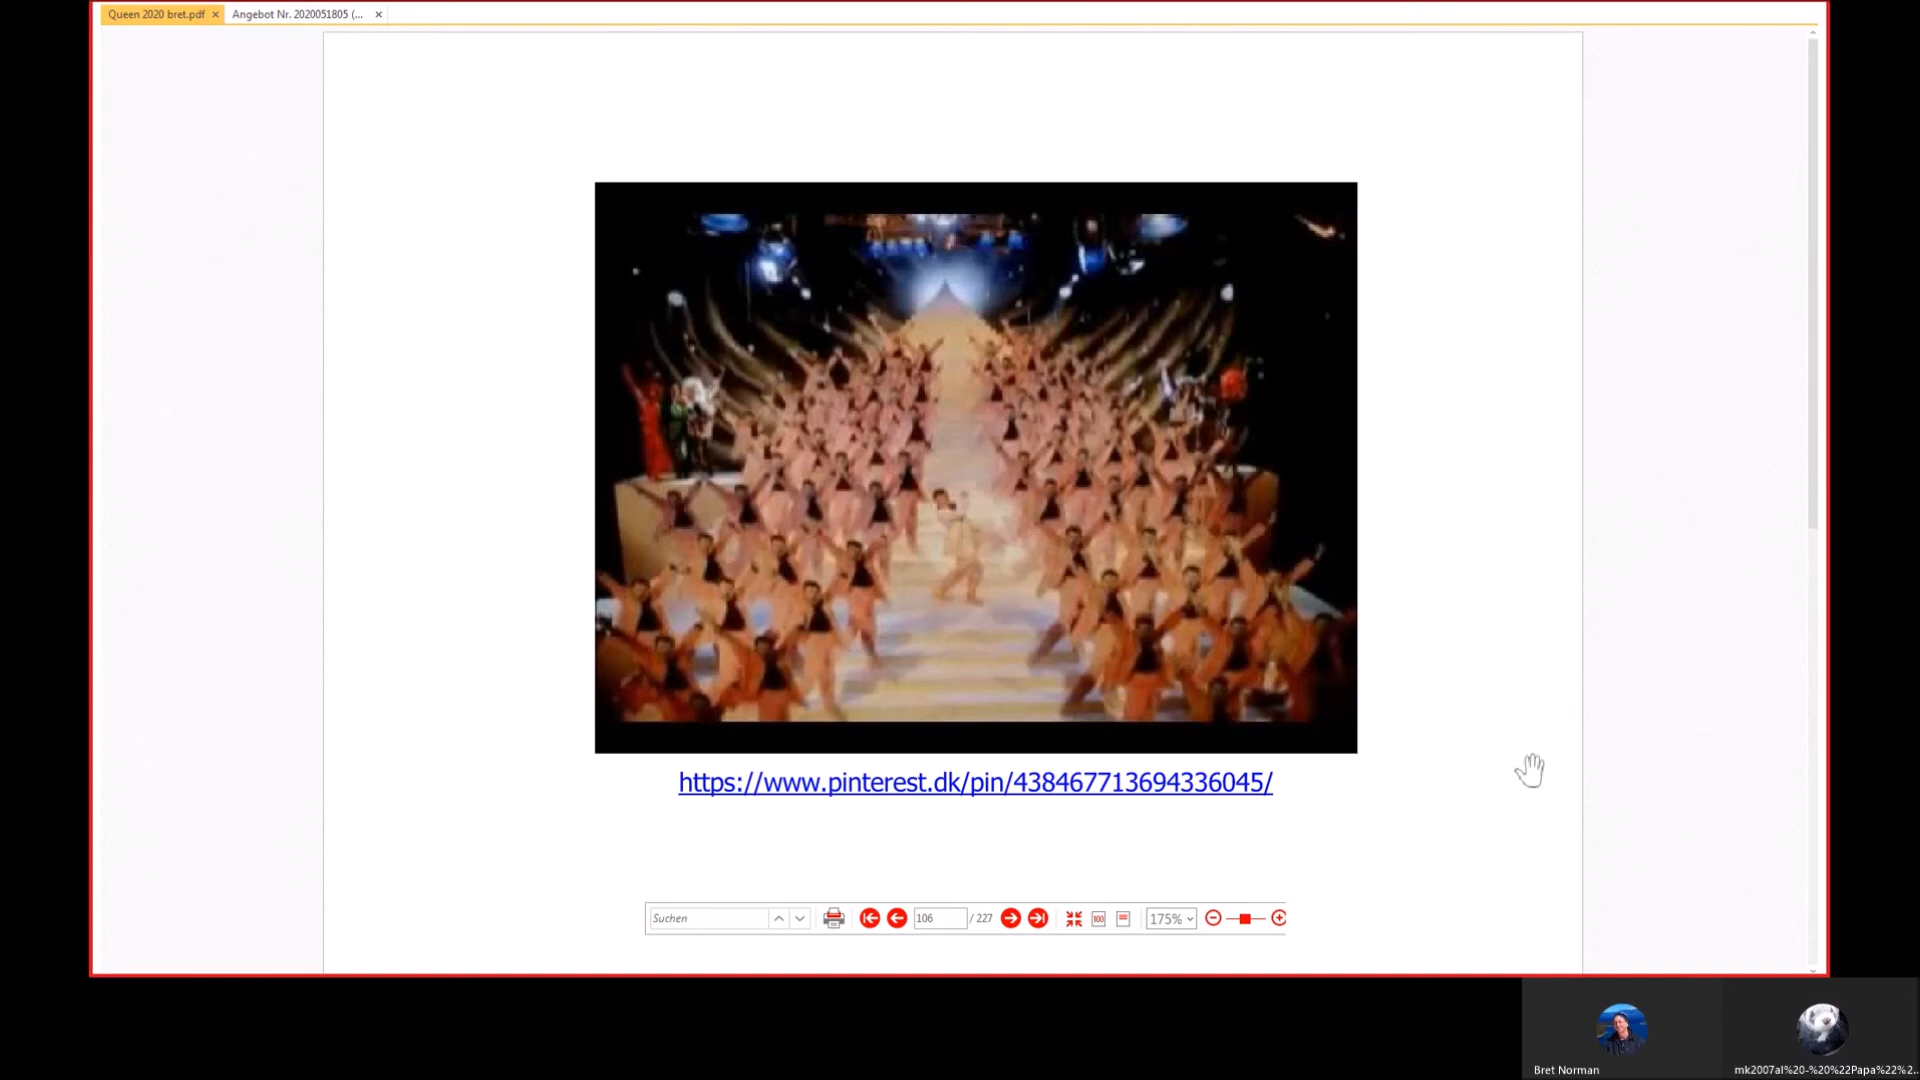 Queen 2020 bret.pdf
Angebot Nr. 2020051805 (...
https://www.pinterest.dk/pin/438467713694336045/
Suchen
106
/ 227
100
175%
Bret Norman
mk2007al%20-%20%22Papa%22%2...